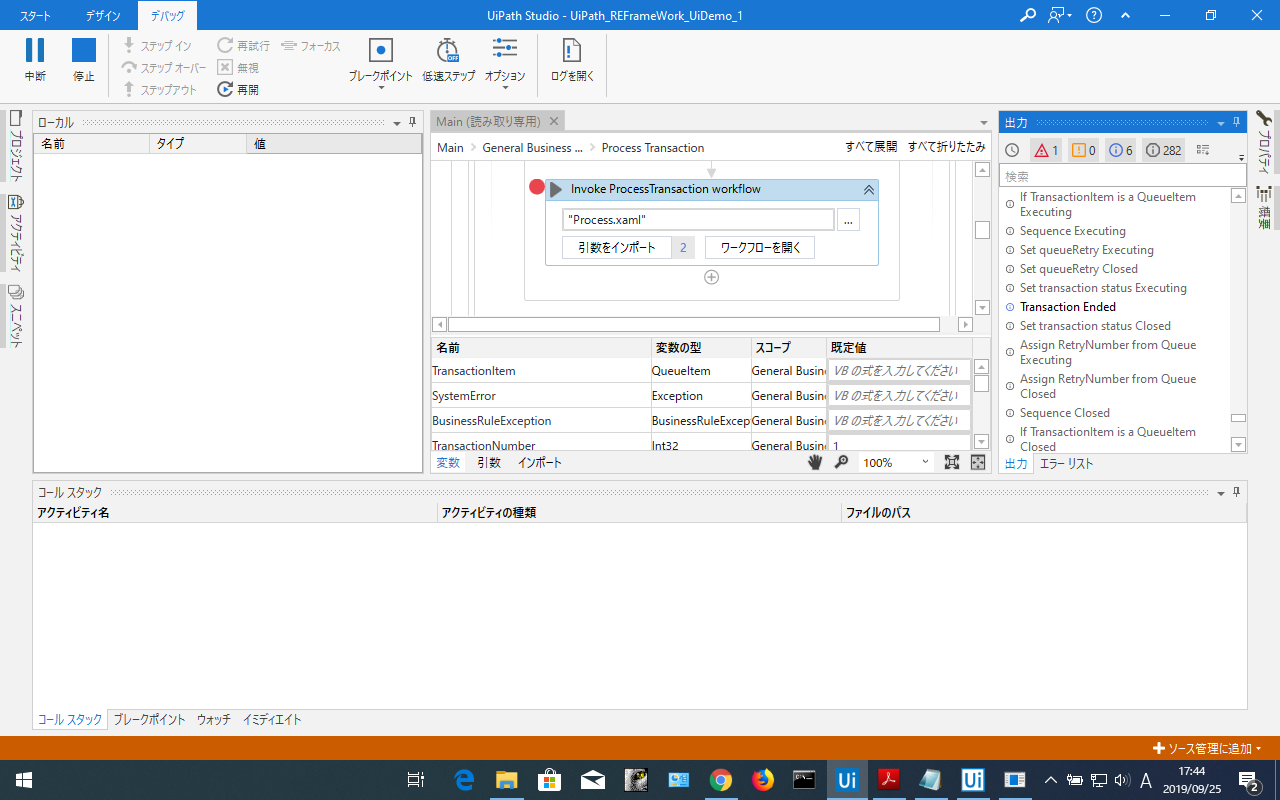 スタート デザイン デバッグ UiPath Studio - UiPath_REFrameWork_UiDemo_1
中断 停止 ステップ イン ステップ オーバー ステップアウト 再試行 無視 再開 フォーカス ブレークポイント 低速ステップ オプション ログを開く
OFF
プロジェクト
アクティビティ
スニペット
ローカル
名前 タイプ 値
Main (読み取り専用)
Main General Business ... Process Transaction すべて展開 すべて折りたたみ
Invoke ProcessTransaction workflow
"Process.xaml" ...
引数をインポート 2 ワークフローを開く
名前 変数の型 スコープ 既定値
TransactionItem QueueItem General Busin VB の式を入力してください
SystemError Exception General Busin VB の式を入力してください
BusinessRuleException BusinessRuleExcep General Busin VB の式を入力してください
TransactionNumber Int32 General Busin 1
変数 引数 インポート 100%
出力
1 0 6 282
検索
If TransactionItem is a QueueItem
Executing
Sequence Executing
Set queueRetry Executing
Set queueRetry Closed
Set transaction status Executing
Transaction Ended
Set transaction status Closed
Assign RetryNumber from Queue
Executing
Assign RetryNumber from Queue
Closed
Sequence Closed
If TransactionItem is a QueueItem
Closed
出力 エラー リスト
プロパティ
概要
コール スタック
アクティビティ名 アクティビティの種類 ファイルのパス
コール スタック ブレークポイント ウォッチ イミディエイト
ソース管理に追加
Ui Ui A 17:44
2019/09/25 2